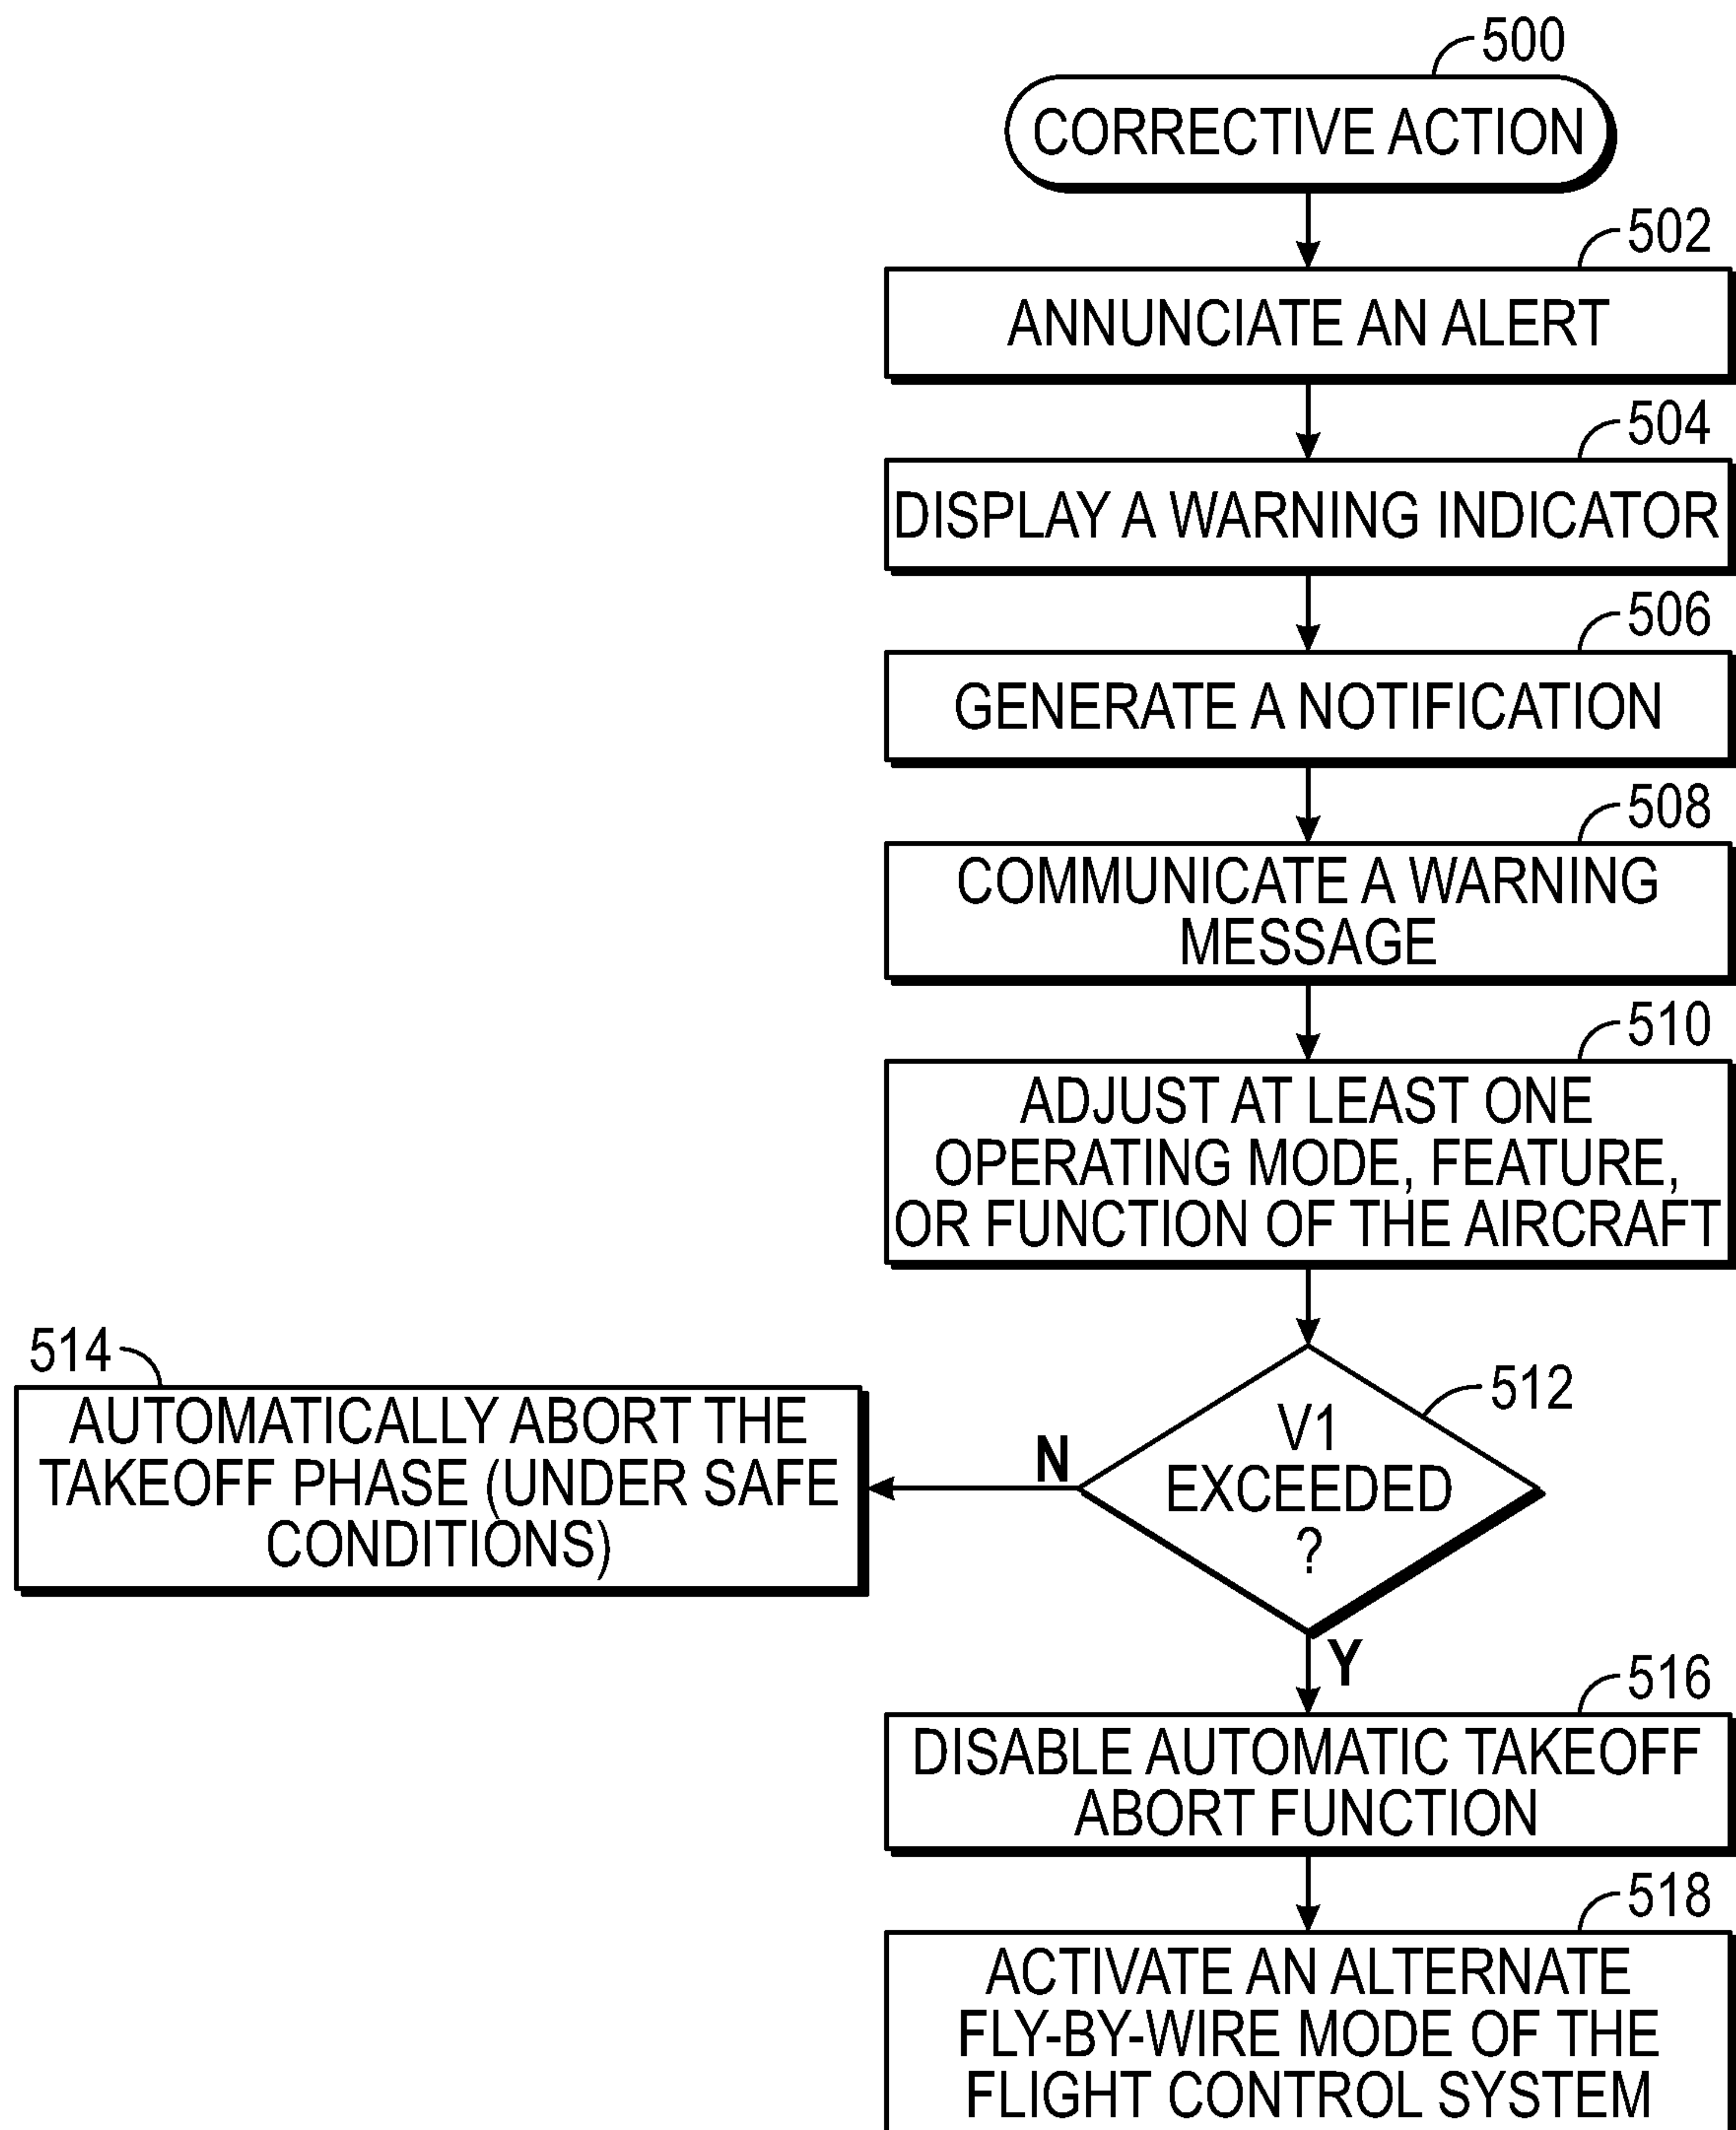 500
CORRECTIVE ACTION
502
ANNUNCIATE AN ALERT
504
DISPLAY A WARNING INDICATOR
506
GENERATE A NOTIFICATION
508
COMMUNICATE A WARNING
MESSAGE
510
ADJUST AT LEAST ONE
OPERATING MODE, FEATURE,
OR FUNCTION OF THE AIRCRAFT
512
V1
EXCEEDED
?
N
514
AUTOMATICALLY ABORT THE
TAKEOFF PHASE (UNDER SAFE
CONDITIONS)
Y
516
DISABLE AUTOMATIC TAKEOFF
ABORT FUNCTION
518
ACTIVATE AN ALTERNATE
FLY-BY-WIRE MODE OF THE
FLIGHT CONTROL SYSTEM